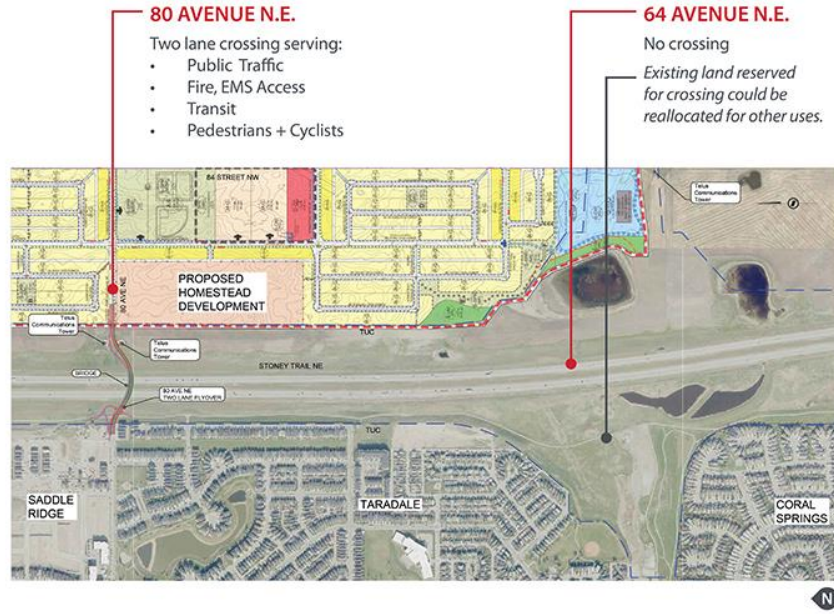 80 AVENUE N.E.
Two lane crossing serving:
• Public Traffic
• Fire, EMS Access
• Transit
• Pedestrians + Cyclists
64 AVENUE N.E.
No crossing
Existing land reserved
for crossing could be
reallocated for other uses.
84 STREET NW
Telus
Communications
Tower
PROPOSED
HOMESTEAD
DEVELOPMENT
80 AVE NE
Telus
Communications
Tower
Telus
Communications
Tower
TUC
STONEY TRAIL NE
BRIDGE
80 AVE NE
TWO LANE FLYOVER
TUC
SADDLE
RIDGE
TARADALE
CORAL
SPRINGS
N